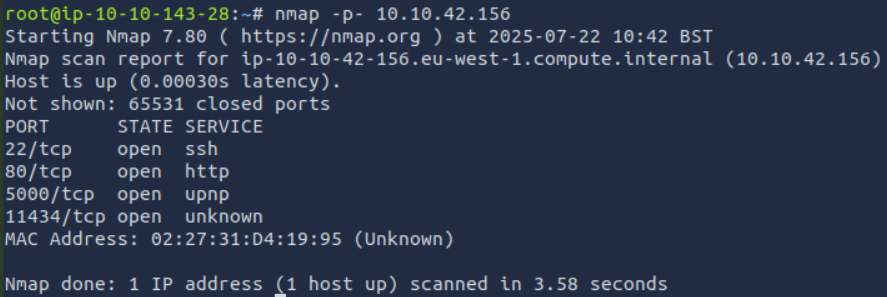 root@ip-10-10-143-28:~# nmap -p- 10.10.42.156
Starting Nmap 7.80 ( https://nmap.org ) at 2025-07-22 10:42 BST
Nmap scan report for ip-10-10-42-156.eu-west-1.compute.internal (10.10.42.156)
Host is up (0.00030s latency).
Not shown: 65531 closed ports
PORT      STATE SERVICE
22/tcp    open  ssh
80/tcp    open  http
5000/tcp  open  upnp
11434/tcp open  unknown
MAC Address: 02:27:31:D4:19:95 (Unknown)
Nmap done: 1 IP address (1 host up) scanned in 3.58 seconds